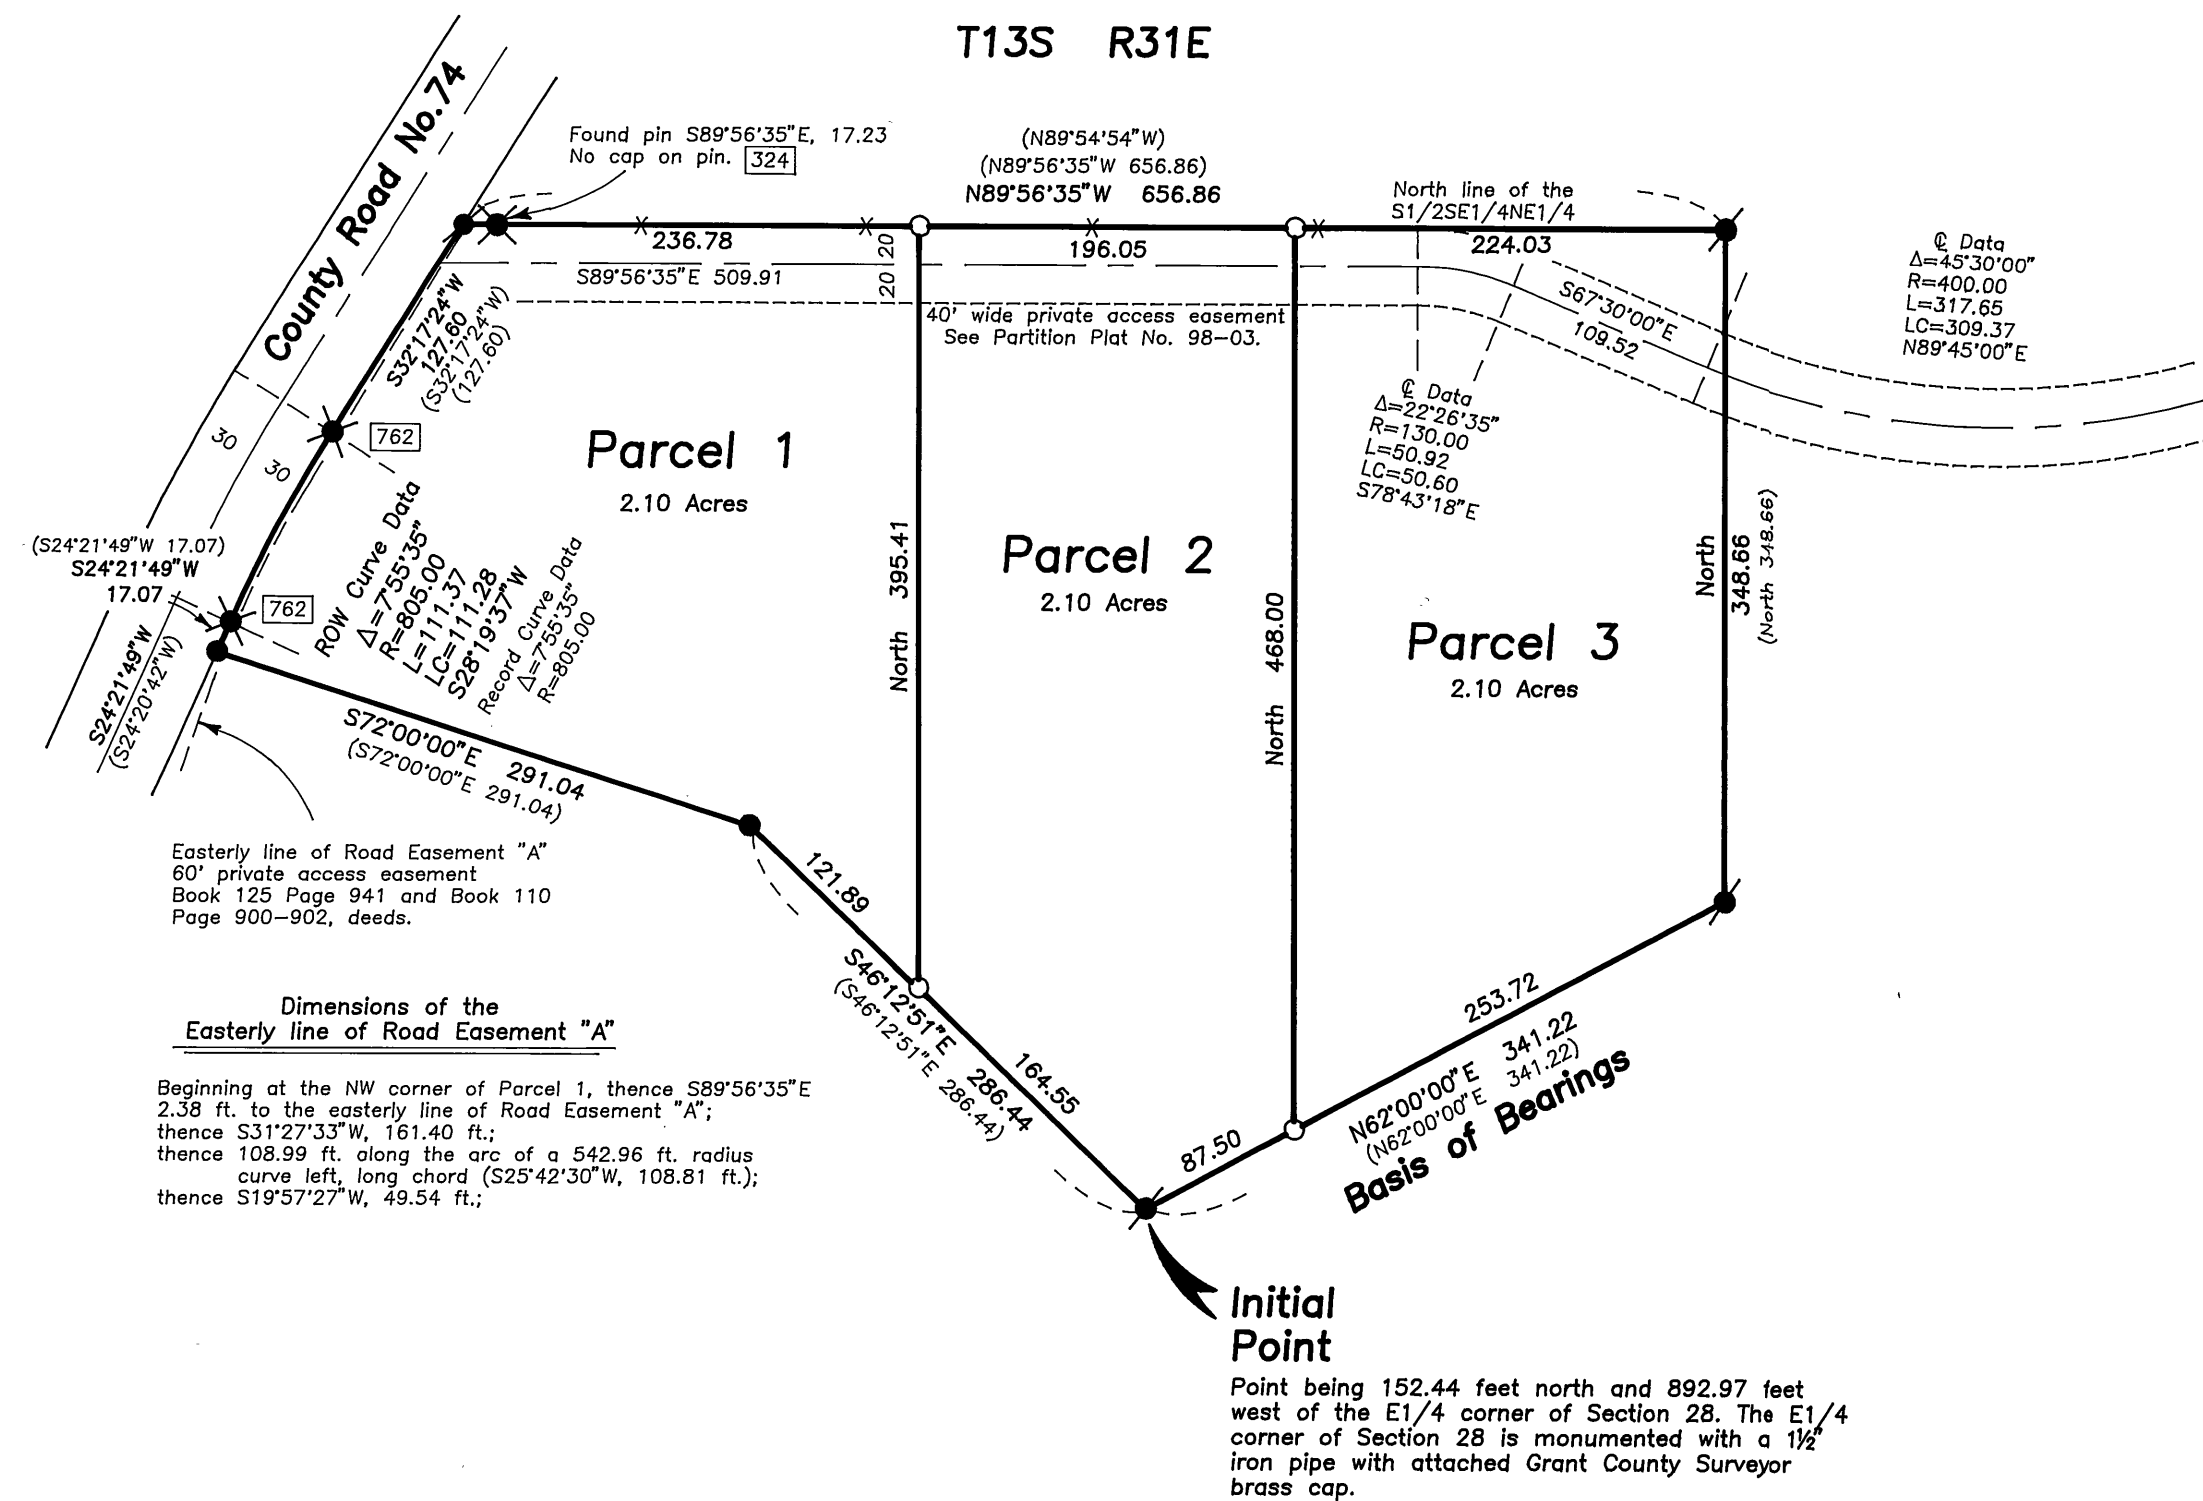 T13S R31E
County Road No.74
Found pin S89°56'35"E, 17.23
No cap on pin. 324
(N89°54'54"W)
(N89°56'35"W 656.86)
N89°56'35"W 656.86
North line of the
S1/2SE1/4NE1/4
236.78
196.05
224.03
20
20
S89°56'35"E 509.91
40' wide private access easement
See Partition Plat No. 98-03.
S67°30'00"E
109.52
℄ Data
Δ=45°30'00"
R=400.00
L=317.65
LC=309.37
N89°45'00"E
℄ Data
Δ=22°26'35"
R=130.00
L=50.92
LC=50.60
S78°43'18"E
S32°17'24"W
127.60
(S32°17'24"W)
(127.60)
762
30
30
Parcel 1
2.10 Acres
Parcel 2
2.10 Acres
Parcel 3
2.10 Acres
North 395.41
North 468.00
North
348.66
(North 348.66)
(S24°21'49"W 17.07)
S24°21'49"W
17.07
762
ROW Curve Data
Δ=7°55'35"
R=805.00
L=111.37
LC=111.28
S28°19'37"W
Record Curve Data
Δ=7°55'35"
R=805.00
S24°21'49"W
(S24°20'42"W)
S72°00'00"E 291.04
(S72°00'00"E 291.04)
Easterly line of Road Easement "A"
60' private access easement
Book 125 Page 941 and Book 110
Page 900-902, deeds.
121.89
S46°12'51"E 286.44
(S46°12'51"E 286.44)
164.55
87.50
253.72
N62°00'00"E 341.22
(N62°00'00"E 341.22)
Basis of Bearings
Dimensions of the
Easterly line of Road Easement "A"
Beginning at the NW corner of Parcel 1, thence S89°56'35"E
2.38 ft. to the easterly line of Road Easement "A";
thence S31°27'33"W, 161.40 ft.;
thence 108.99 ft. along the arc of a 542.96 ft. radius
curve left, long chord (S25°42'30"W, 108.81 ft.);
thence S19°57'27"W, 49.54 ft.;
Initial
Point
Point being 152.44 feet north and 892.97 feet
west of the E1/4 corner of Section 28. The E1/4
corner of Section 28 is monumented with a 1½"
iron pipe with attached Grant County Surveyor
brass cap.